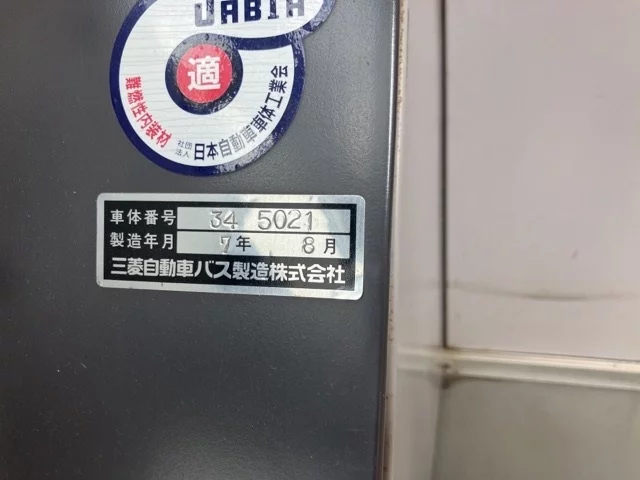 JABIA
適
難燃性内装材
社団法人 日本自動車車体工業会
車体番号 34 5021
製造年月 7年 8月
三菱自動車バス製造株式会社